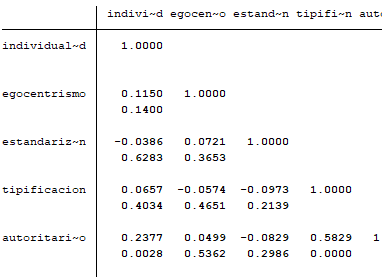 indivi~d egocen~o estand~n tipifi~n auto
individual~d 1.0000
egocentrismo 0.1150 1.0000
0.1400
estandariz~n -0.0386 0.0721 1.0000
0.6283 0.3653
tipificacion 0.0657 -0.0574 -0.0973 1.0000
0.4034 0.4651 0.2139
autoritari~o 0.2377 0.0499 -0.0829 0.5829 1
0.0028 0.5362 0.2986 0.0000